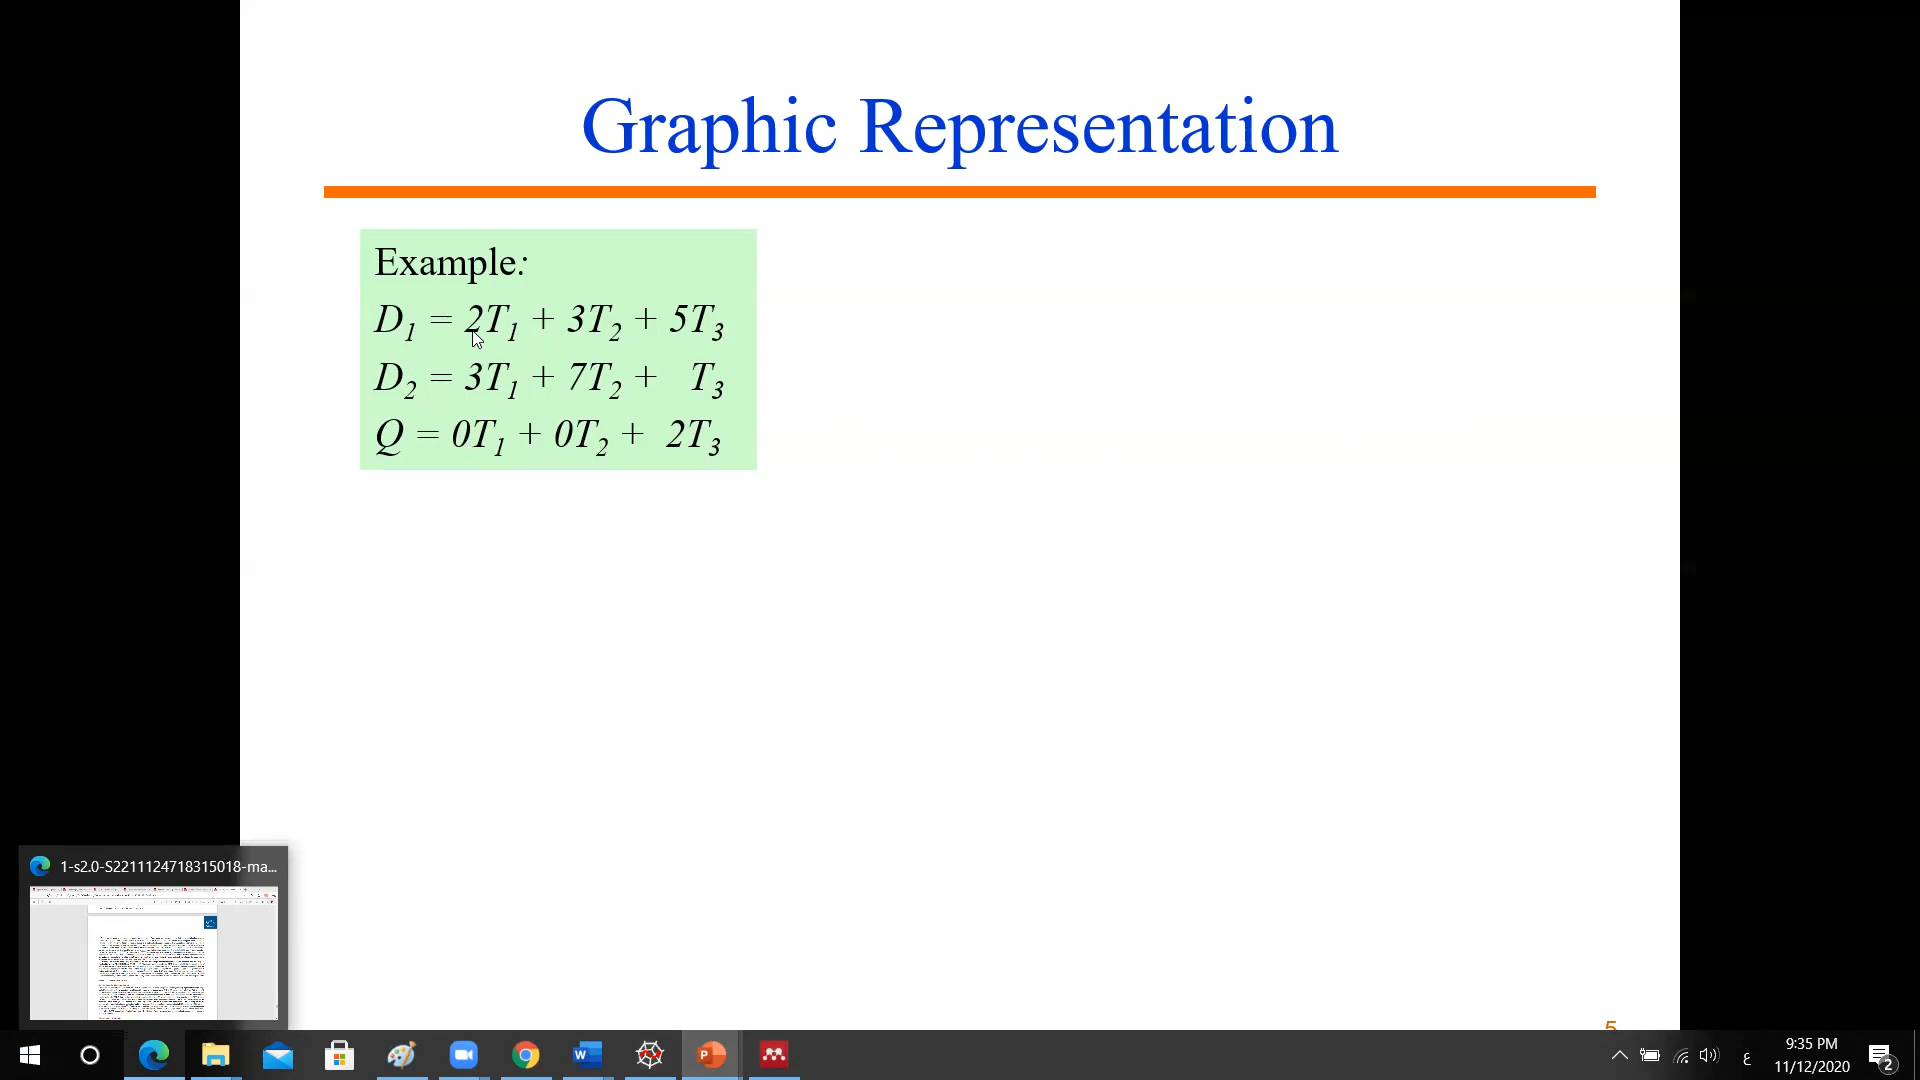 Graphic Representation
Example:
D1 = 2T1 + 3T2 + 5T3
D2 = 3T1 + 7T2 + T3
Q = 0T1 + 0T2 + 2T3
5
1-s2.0-S2211124718315018-ma...
ع
9:35 PM
11/12/2020
2